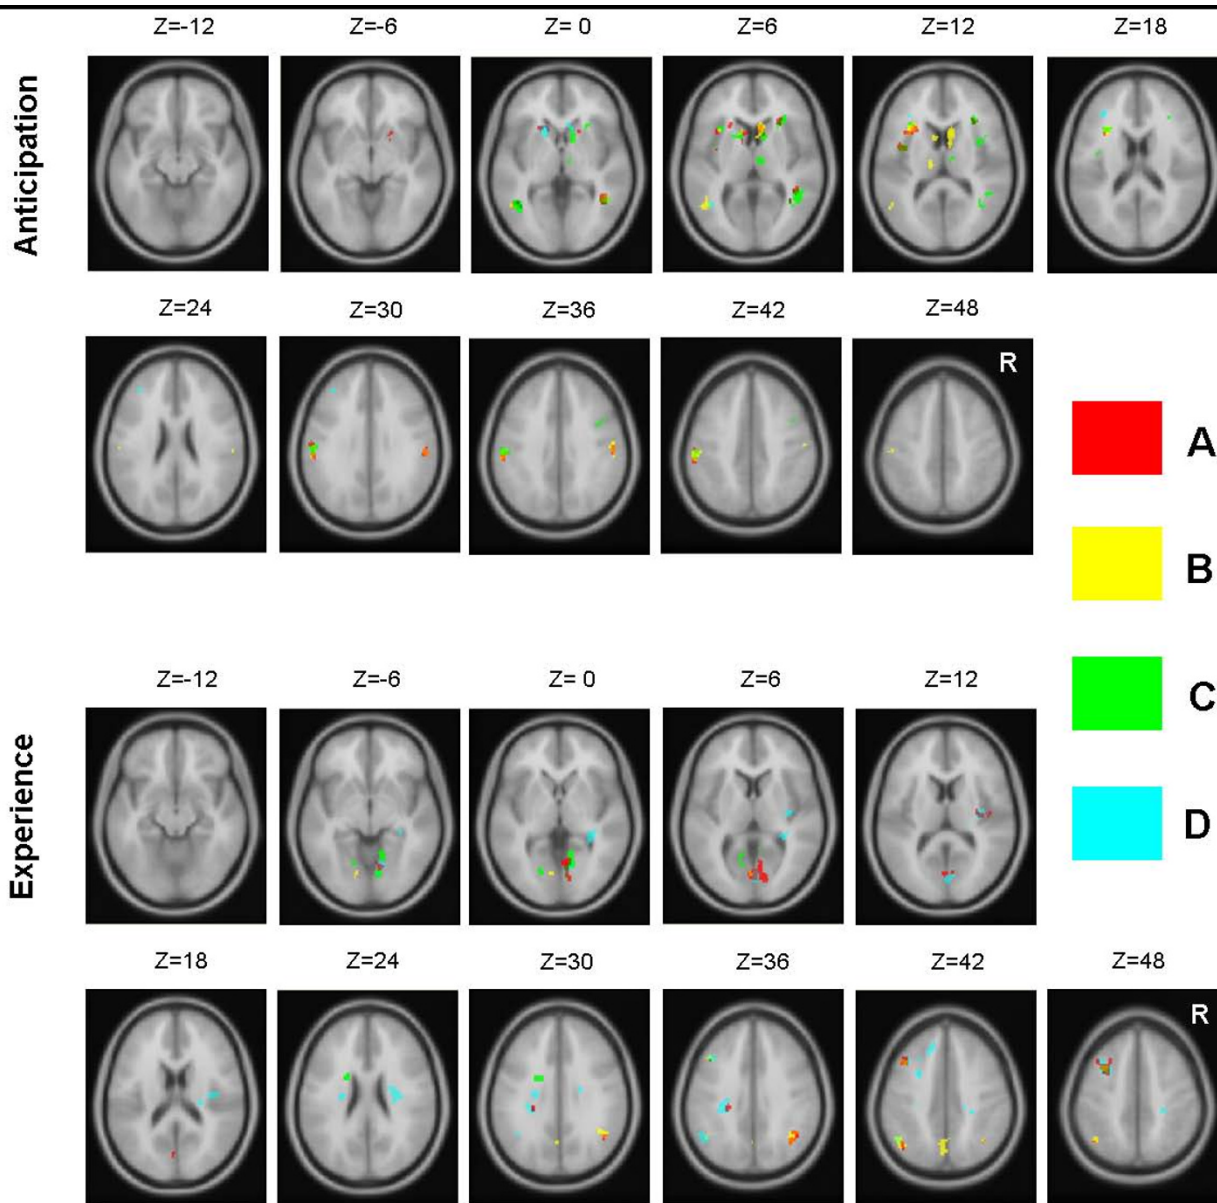 Anticipation
Z=-12 Z=-6 Z= 0 Z=6 Z=12 Z=18
Z=24 Z=30 Z=36 Z=42 Z=48
R
A
B
C
D
Experience
Z=-12 Z=-6 Z= 0 Z=6 Z=12
Z=18 Z=24 Z=30 Z=36 Z=42 Z=48
R